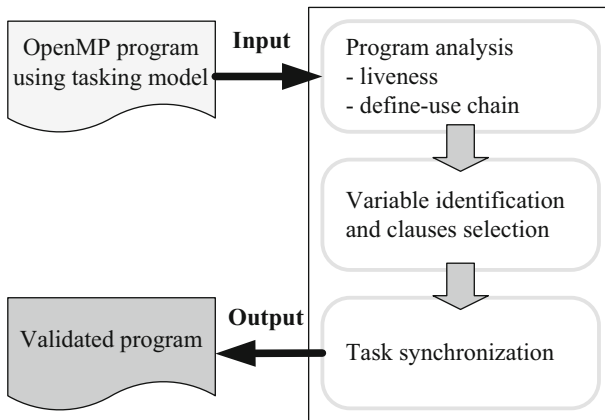 OpenMP program
using tasking model
Input
Program analysis
- liveness
- define-use chain
Variable identification
and clauses selection
Task synchronization
Output
Validated program